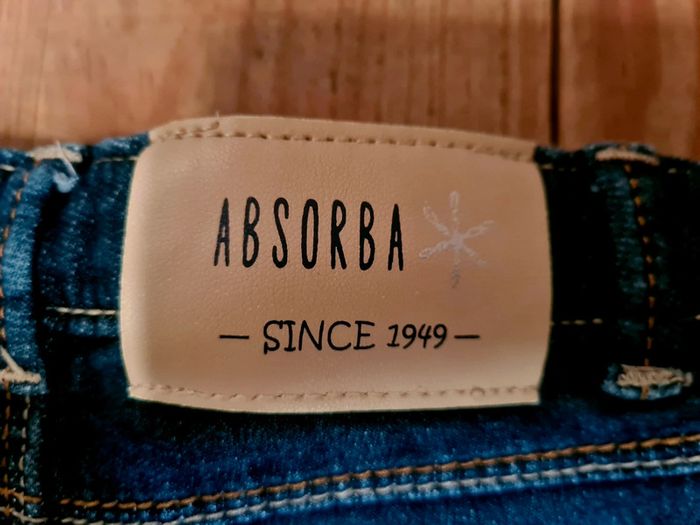 ABSORBA
— SINCE 1949 —